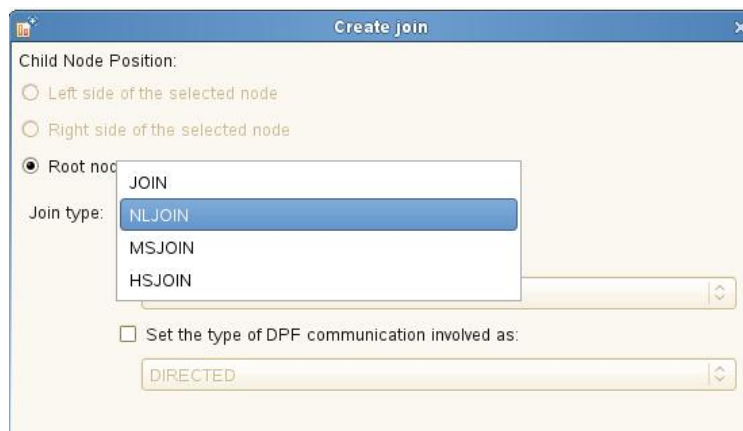 Create join
Child Node Position:
Left side of the selected node
Right side of the selected node
Root
JOIN
Join type:
NLJOIN
MSJOIN
HSJOIN
Set the type of DPF communication involved as:
DIRECTED